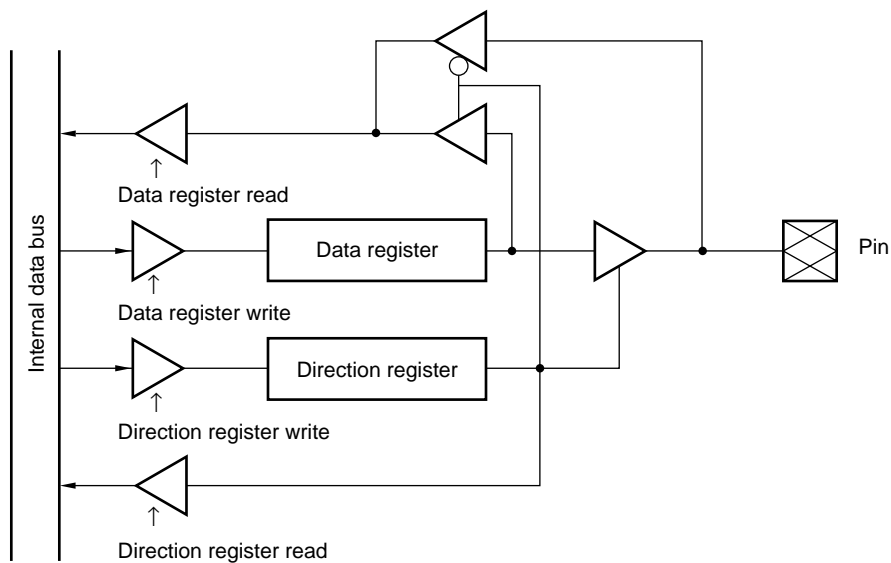 Data register read
Internal data bus
Data register
Pin
Data register write
Direction register
Direction register write
Direction register read